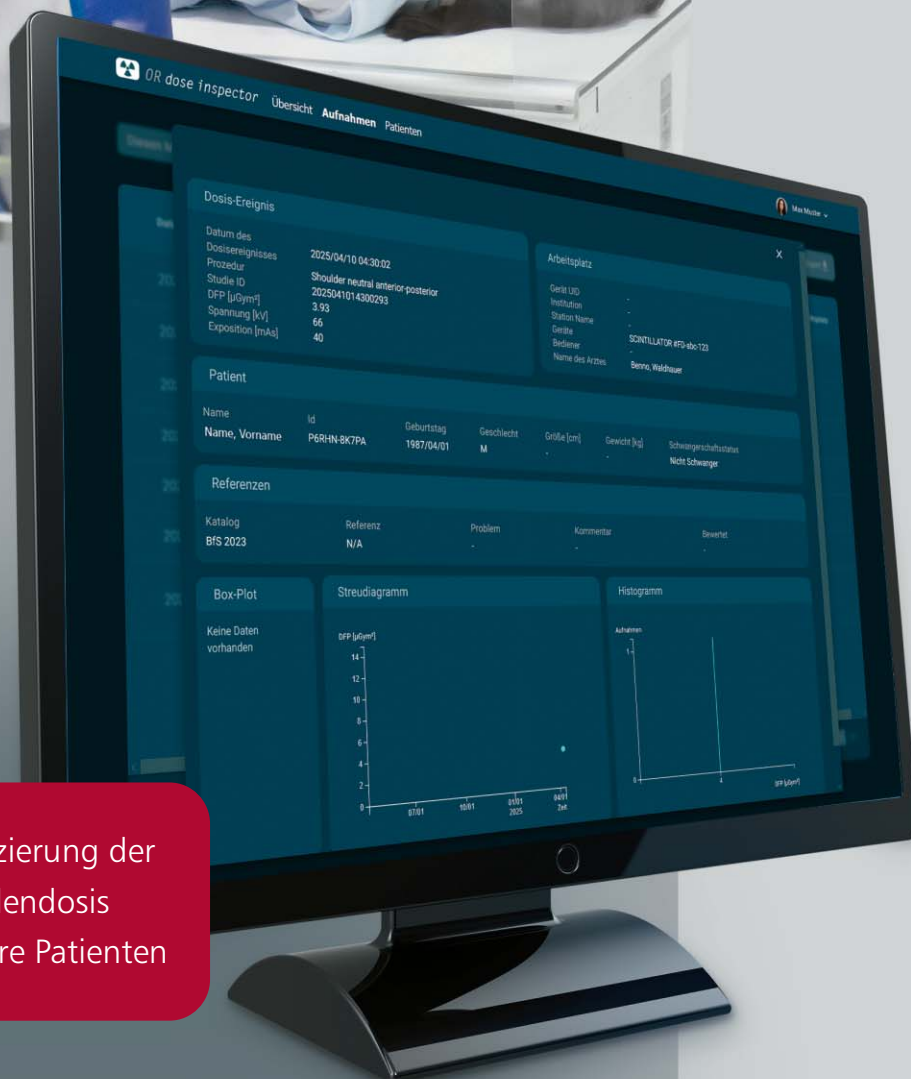 OR dose inspector Übersicht Aufnahmen Patienten
Max Muster
X
Dosis-Ereignis
Datum des
Dosisereignisses 2025/04/10 04:30:02
Prozedur Shoulder neutral anterior-posterior
Studie ID 2025041014300293
DFP [µGym²] 3.93
Spannung [kV] 66
Exposition [mAs] 40
Arbeitsplatz
Gerät UID -
Institution -
Station Name -
Geräte SCINTILLATOR #FD-abc-123
Bediener -
Name des Arztes Benno, Waldhauer
Patient
Name Id Geburtstag Geschlecht Größe [cm] Gewicht [kg] Schwangerschaftsstatus
Name, Vorname P6RHN-8K7PA 1987/04/01 M - - Nicht Schwanger
Referenzen
Katalog Referenz Problem Kommentar Bewertet
BfS 2023 N/A - - -
Box-Plot
Keine Daten
vorhanden
Streudiagramm
DFP [µGym²]
14
12
10
8
6
4
2
0
07/01 10/01 01/01 04/01
2025 Zeit
Histogramm
Aufnahmen
1
0 4
DFP [µGym²]
zierung der
lendosis
re Patienten